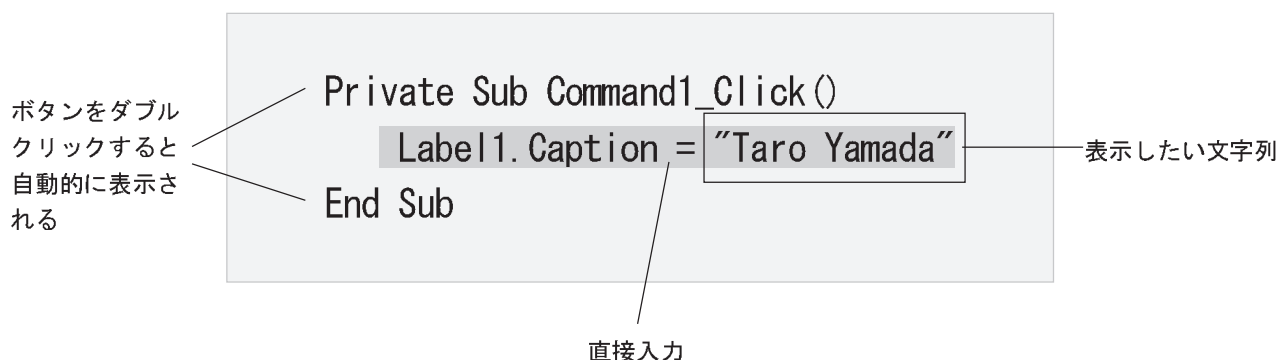 ボタンをダブル
クリックすると
自動的に表示さ
れる
Private Sub Command1_Click()
Label1.Caption = "Taro Yamada"
End Sub
表示したい文字列
直接入力